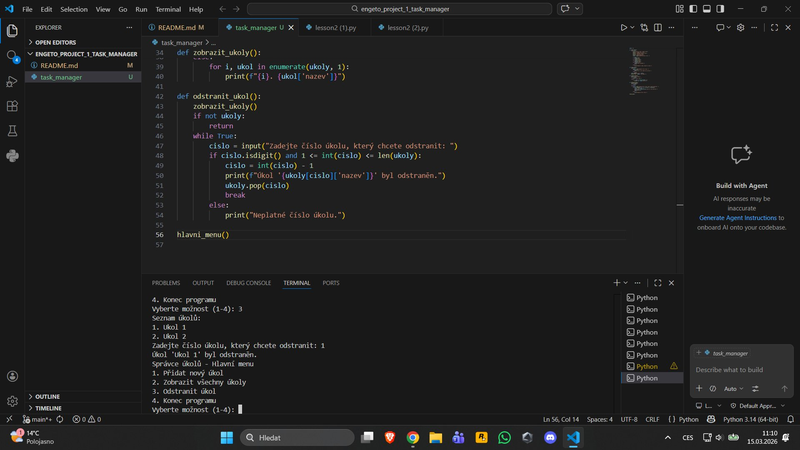 File Edit Selection View Go Run Terminal Help
Search
EXPLORER
OPEN EDITORS
ENGETO_PROJECT_1_TASK_MANAGER
README.md M
task_manager U
OUTLINE
TIMELINE
README.md M
task_manager U
lesson2 (1).py
lesson2 (2).py
task_manager > ...
34 def zobrazit_ukoly():
39 for i, ukol in enumerate(ukoly, 1):
40 print(f"{i}. {ukol['nazev']}")
41
42 def odstranit_ukol():
43 zobrazit_ukoly()
44 if not ukoly:
45 return
46 while True:
47 cislo = input("Zadejte číslo úkolu, který chcete odstranit: ")
48 if cislo.isdigit() and 1 <= int(cislo) <= len(ukoly):
49 cislo = int(cislo) - 1
50 print(f"Úkol '{ukoly[cislo]['nazev']}' byl odstraněn.")
51 ukoly.pop(cislo)
52 break
53 else:
54 print("Neplatné číslo úkolu.")
55
56 hlavni_menu()
57
PROBLEMS OUTPUT DEBUG CONSOLE TERMINAL PORTS
4. Konec programu
Vyberte možnost (1-4): 3
Seznam úkolů:
1. Ukol 1
2. Ukol 2
Zadejte číslo úkolu, který chcete odstranit: 1
Úkol 'Ukol 1' byl odstraněn.
Správce úkolů - Hlavní menu
1. Přidat nový úkol
2. Zobrazit všechny úkoly
3. Odstranit úkol
4. Konec programu
Vyberte možnost (1-4):
Python
Python
Python
Python
Python
Python
Python
Python
Build with Agent
AI responses may be
inaccurate
Generate Agent Instructions to
onboard AI onto your codebase.
task_manager
Describe what to build
Auto
Default Appr...
main*+ 0 0
Ln 56, Col 14 Spaces: 4 UTF-8 CRLF {} Python Python 3.14 (64-bit)
14°C
Polojasno
Hledat
CES
11:10
15.03.2026